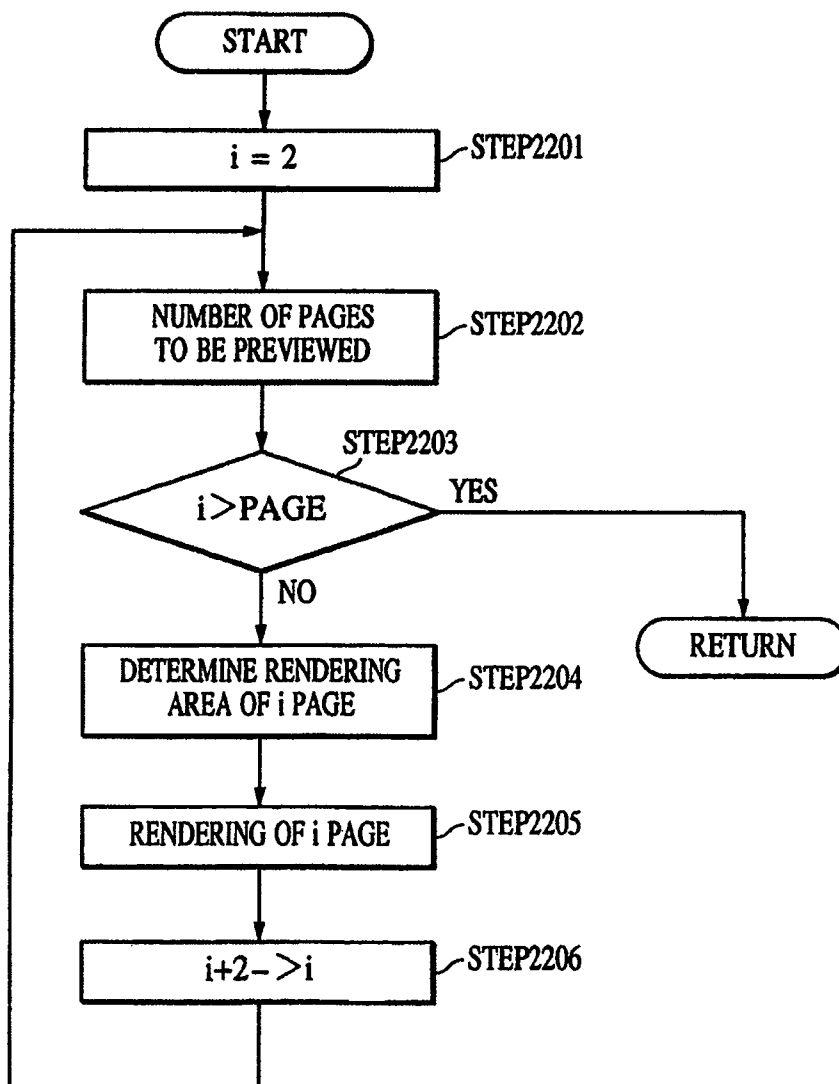 START
i = 2
STEP2201
NUMBER OF PAGES
TO BE PREVIEWED
STEP2202
STEP2203
i>PAGE
YES
NO
RETURN
DETERMINE RENDERING
AREA OF i PAGE
STEP2204
RENDERING OF i PAGE
STEP2205
i+2->i
STEP2206